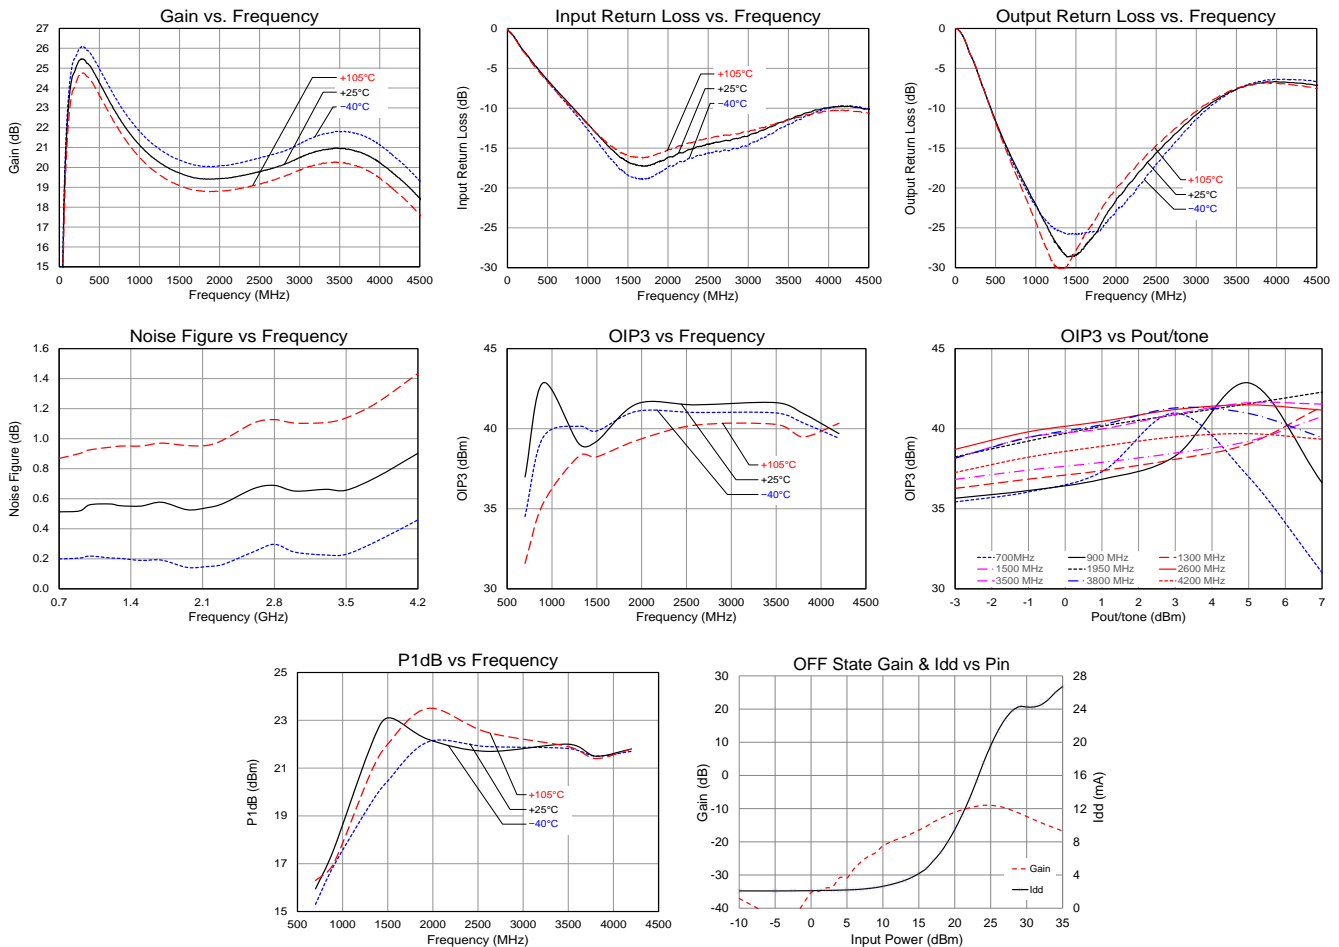 Gain vs. Frequency
27
26
25
24
23
22
21
20
19
18
17
16
15
Gain (dB)
+105°C
+25°C
−40°C
0 500 1000 1500 2000 2500 3000 3500 4000 4500
Frequency (MHz)
Input Return Loss vs. Frequency
0
-5
-10
-15
-20
-25
-30
Input Return Loss (dB)
+105°C
+25°C
−40°C
0 500 1000 1500 2000 2500 3000 3500 4000 4500
Frequency (MHz)
Output Return Loss vs. Frequency
0
-5
-10
-15
-20
-25
-30
Output Return Loss (dB)
+105°C
+25°C
−40°C
0 500 1000 1500 2000 2500 3000 3500 4000 4500
Frequency (MHz)
Noise Figure vs Frequency
1.6
1.4
1.2
1.0
0.8
0.6
0.4
0.2
0.0
Noise Figure (dB)
0.7 1.4 2.1 2.8 3.5 4.2
Frequency (GHz)
OIP3 vs Frequency
45
40
35
30
OIP3 (dBm)
+105°C
+25°C
−40°C
500 1000 1500 2000 2500 3000 3500 4000 4500
Frequency (MHz)
OIP3 vs Pout/tone
45
40
35
30
OIP3 (dBm)
700MHz 900 MHz 1300 MHz
1500 MHz 1950 MHz 2600 MHz
3500 MHz 3800 MHz 4200 MHz
-3 -2 -1 0 1 2 3 4 5 6 7
Pout/tone (dBm)
P1dB vs Frequency
25
23
21
19
17
15
P1dB (dBm)
+105°C
+25°C
−40°C
500 1000 1500 2000 2500 3000 3500 4000 4500
Frequency (MHz)
OFF State Gain & Idd vs Pin
30
20
10
0
-10
-20
-30
-40
Gain (dB)
28
24
20
16
12
8
4
0
Idd (mA)
Gain
Idd
-10 -5 0 5 10 15 20 25 30 35
Input Power (dBm)